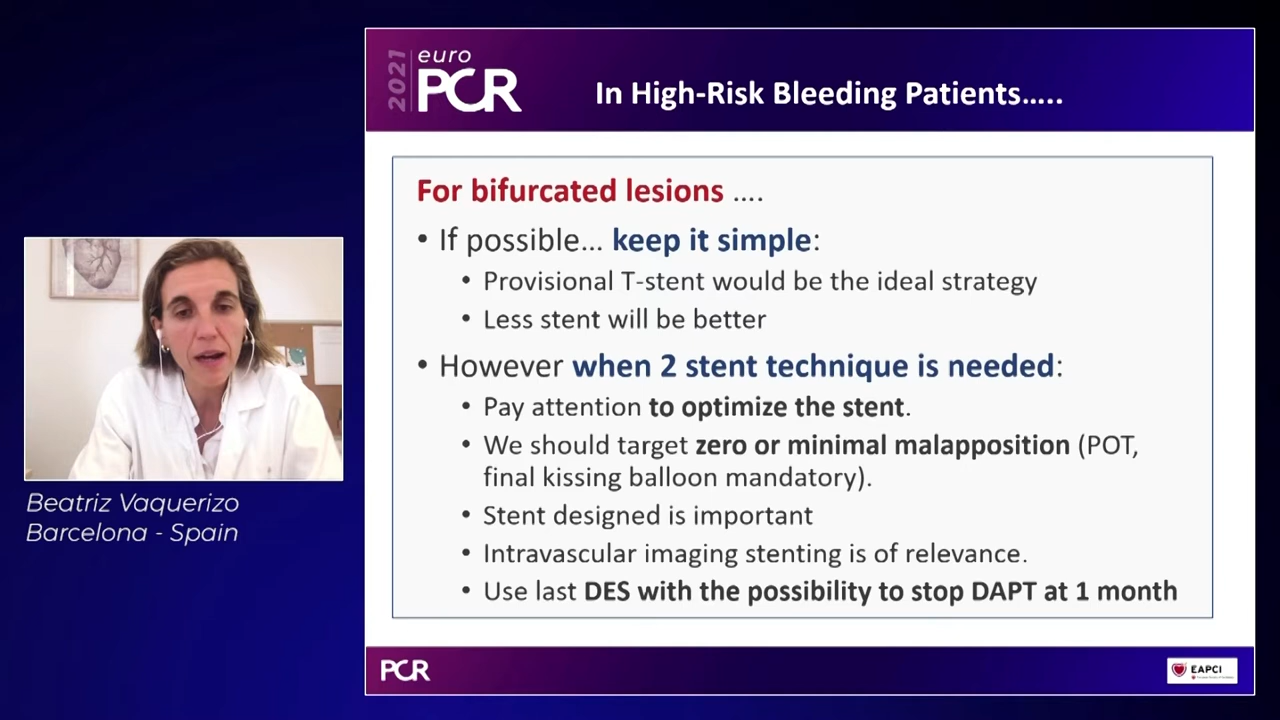 2021
euro
PCR
In High-Risk Bleeding Patients…..
For bifurcated lesions ….
• If possible… keep it simple:
• Provisional T-stent would be the ideal strategy
• Less stent will be better
• However when 2 stent technique is needed:
• Pay attention to optimize the stent.
• We should target zero or minimal malapposition (POT,
final kissing balloon mandatory).
• Stent designed is important
• Intravascular imaging stenting is of relevance.
• Use last DES with the possibility to stop DAPT at 1 month
Beatriz Vaquerizo
Barcelona - Spain
PCR
EAPCI